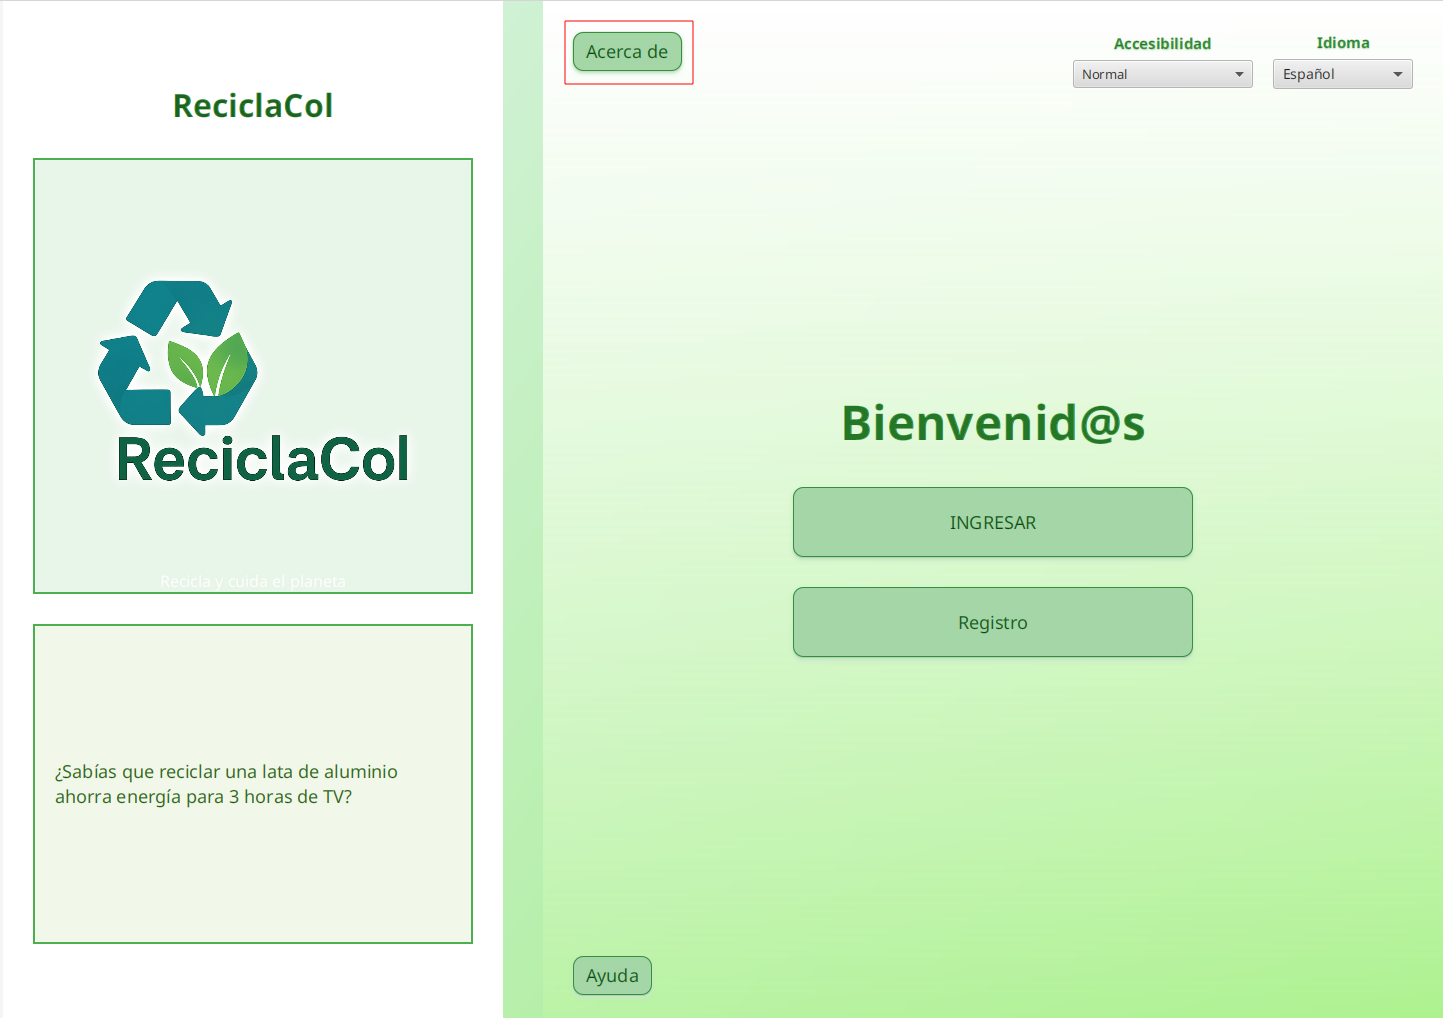 ReciclaCol
ReciclaCol
Recicla y cuida el planeta
¿Sabías que reciclar una lata de aluminio
ahorra energía para 3 horas de TV?
Acerca de
Accesibilidad
Normal
Idioma
Español
Bienvenid@s
INGRESAR
Registro
Ayuda